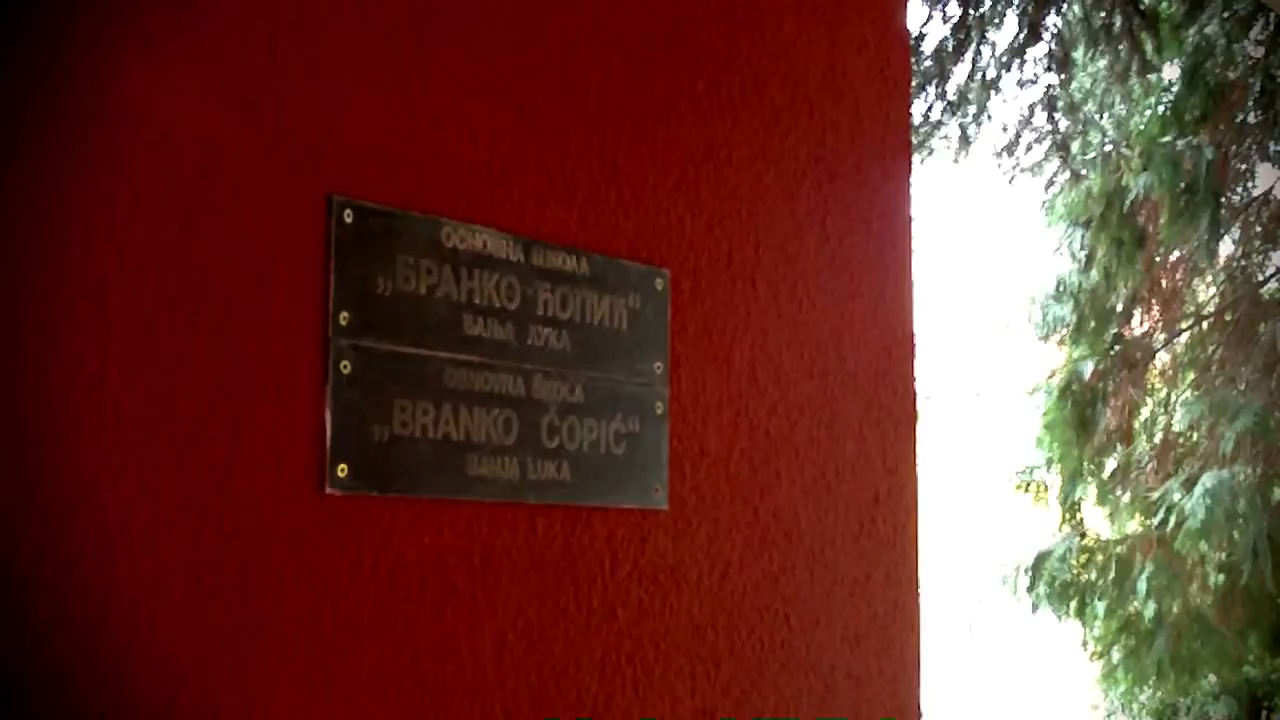 ОСНОВНА ШКОЛА
„БРАНКО ЋОПИЋ“
БАЊА ЛУКА
OSNOVNA ŠKOLA
„BRANKO ĆOPIĆ“
BANJA LUKA